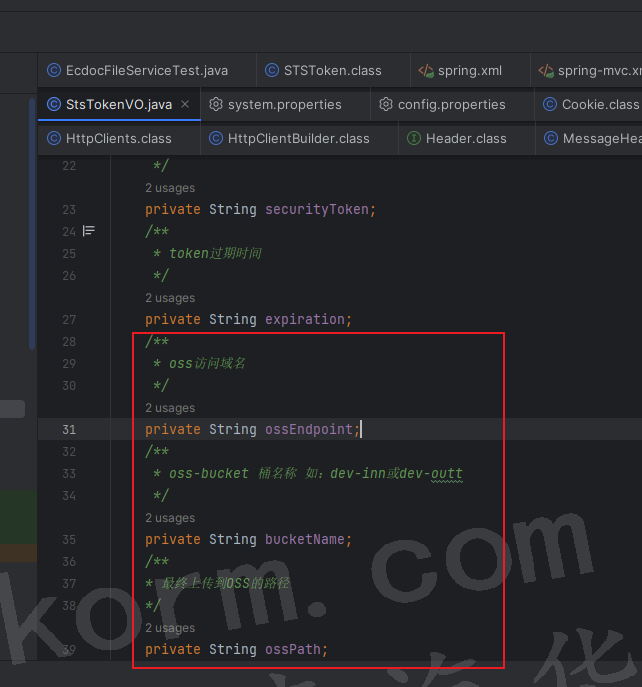 EcdocFileServiceTest.java STSToken.class spring.xml spring-mvc.xm
StsTokenVO.java system.properties config.properties Cookie.class
HttpClients.class HttpClientBuilder.class Header.class MessageHea
22 */
2 usages
23 private String securityToken;
24 /**
25 * token过期时间
26 */
2 usages
27 private String expiration;
28 /**
29 * oss访问域名
30 */
2 usages
31 private String ossEndpoint;
32 /**
33 * oss-bucket 桶名称 如：dev-inn或dev-outt
34 */
2 usages
35 private String bucketName;
36 /**
37 * 最终上传到OSS的路径
38 */
2 usages
39 private String ossPath;
korm.com